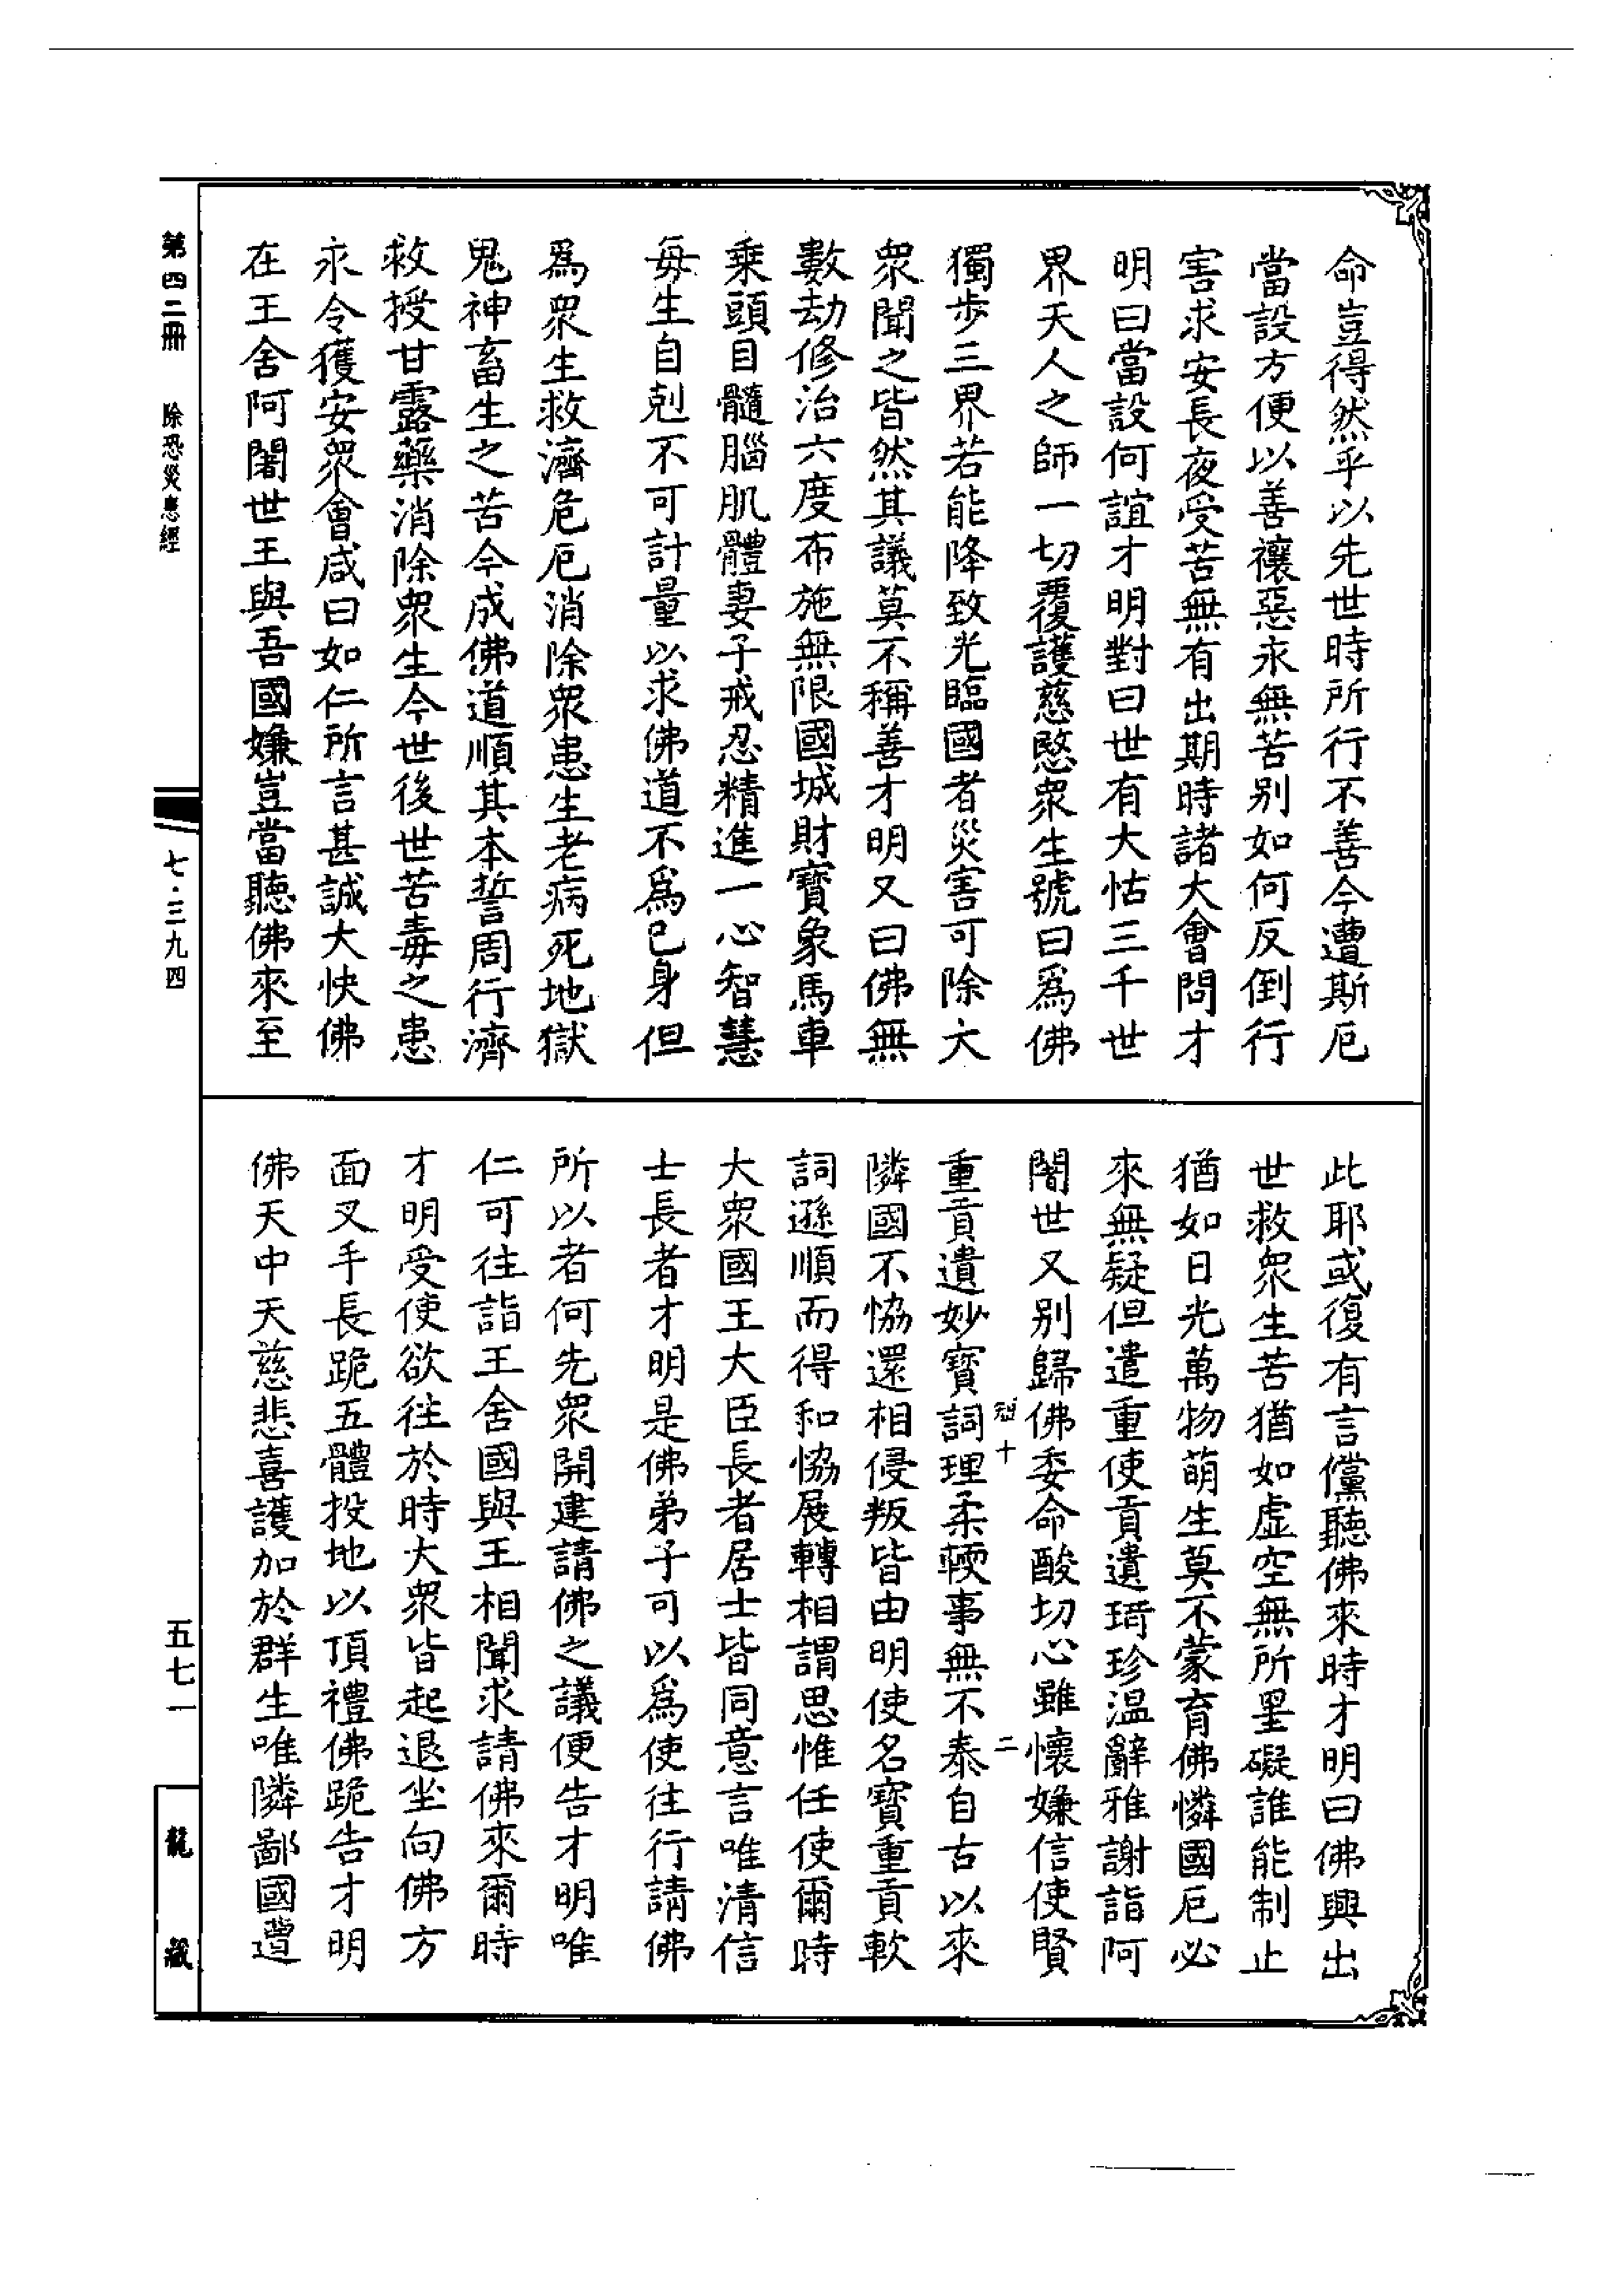 命豈得然乎以先世時所行不善今遭斯厄
當設方便以善禳惡永無苦别如何反倒行
害求安長夜受苦無有出期時諸大會問才
明曰當設何誼才明對曰世有大怙三千世
界天人之師一切覆護慈愍衆生號曰爲佛
獨步三界若能降致光臨國者災害可除大
衆聞之皆然其議莫不稱善才明又曰佛無
數劫修治六度布施無限國城財寶象馬車
乗頭目髓腦肌體妻子戒忍精進一心智慧
毎生自剋不可計量以求佛道不爲已身但
爲衆生救濟危厄消除衆患生老病死地獄
鬼神畜生之苦今成佛道順其本誓周行濟
救授甘露藥消除衆生今世後世苦毒之患
永令獲安衆會咸曰如仁所言甚誠大快佛
在王舍阿闍世王與吾國嫌豈當聽佛來至
此耶或復有言儻聽佛來時才明曰佛興出
世救衆生苦猶如虛空無所罣礙誰能制止
猶如日光萬物萌生莫不蒙育佛憐國厄必
來無疑但遣重使貢遺琦珍温辭雅謝詣阿
闍世又别歸佛委命酸切心雖懷嫌信使賢
重貢遺妙寶詞理柔輭事無不泰自古以來
隣國不恊還相侵叛皆由明使名寶重貢軟
詞遜順而得和恊展轉相謂思惟任使爾時
大衆國王大臣長者居士皆同意言唯清信
士長者才明是佛弟子可以爲使往行請佛
所以者何先衆開建請佛之議便告才明唯
仁可往詣王舍國與王相聞求請佛來爾時
才明受使欲往於時大衆皆起退坐向佛方
面叉手長跪五體投地以頂禮佛跪告才明
佛天中天慈悲喜護加於群生唯隣鄙國遭
十
二
第四二冊
除恐災患經
七·三九四
五七一
龍藏